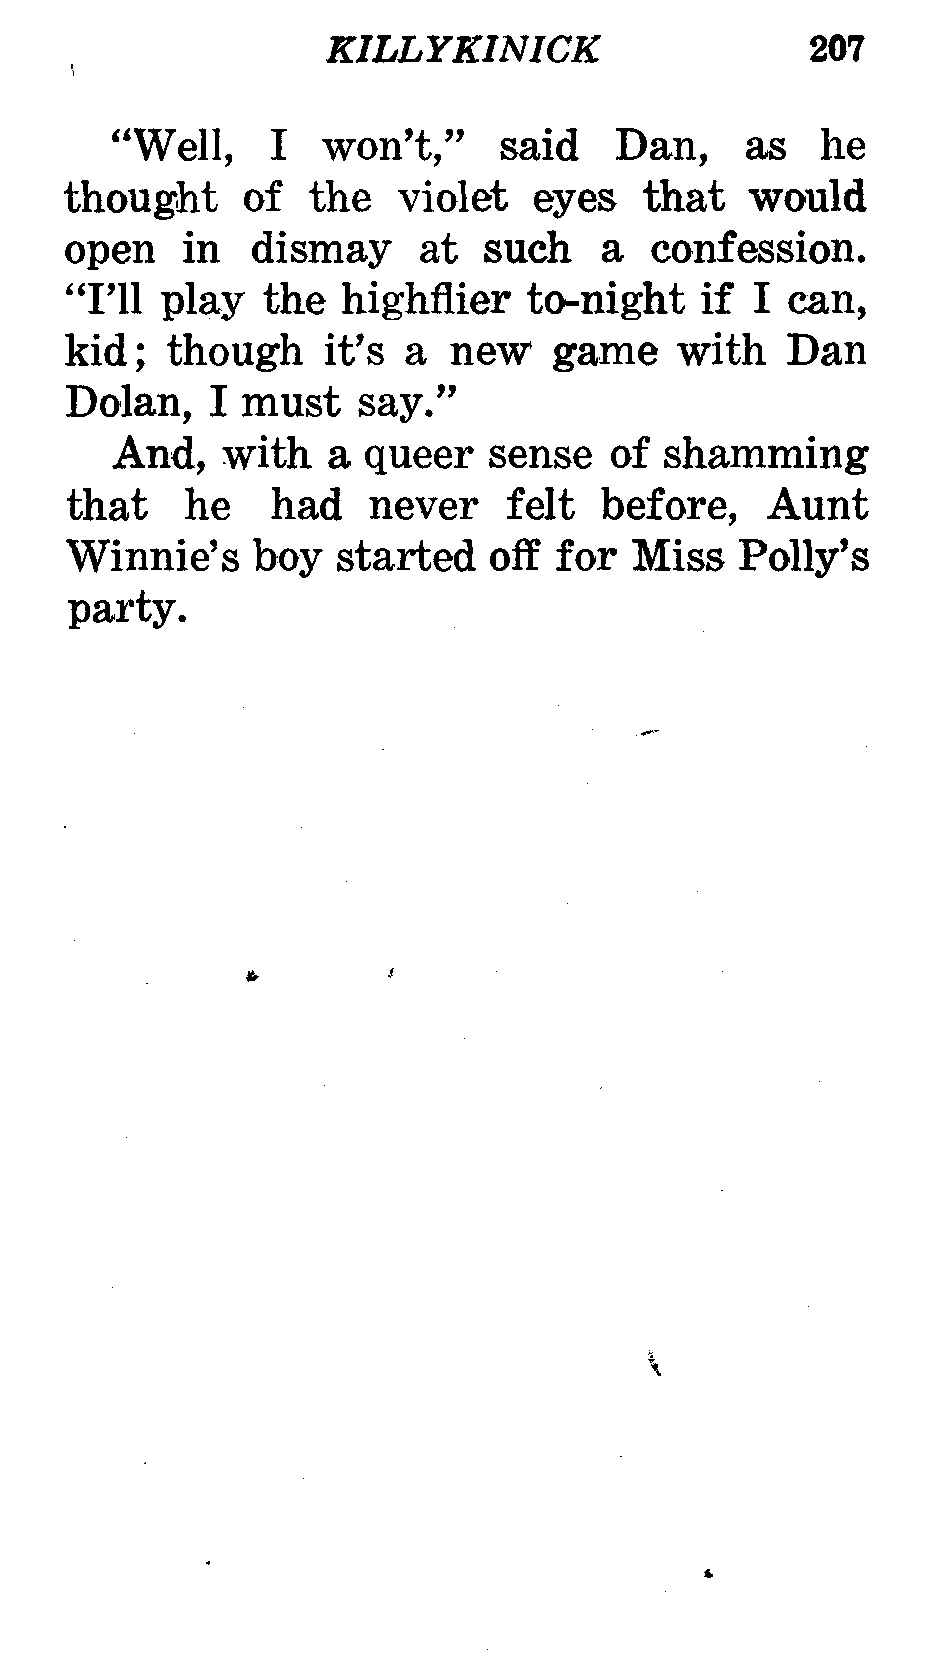 KILLYKINICK 207
“Well, I won’t,” said Dan, as he
thought of the violet eyes that would
open in dismay at such a confession.
“I’ll play the highflier to-night if I can,
kid; though it’s a new game with Dan
Dolan, I must say.”
And, with a queer sense of shamming
that he had never felt before, Aunt
Winnie’s boy started off for Miss Polly’s
party.